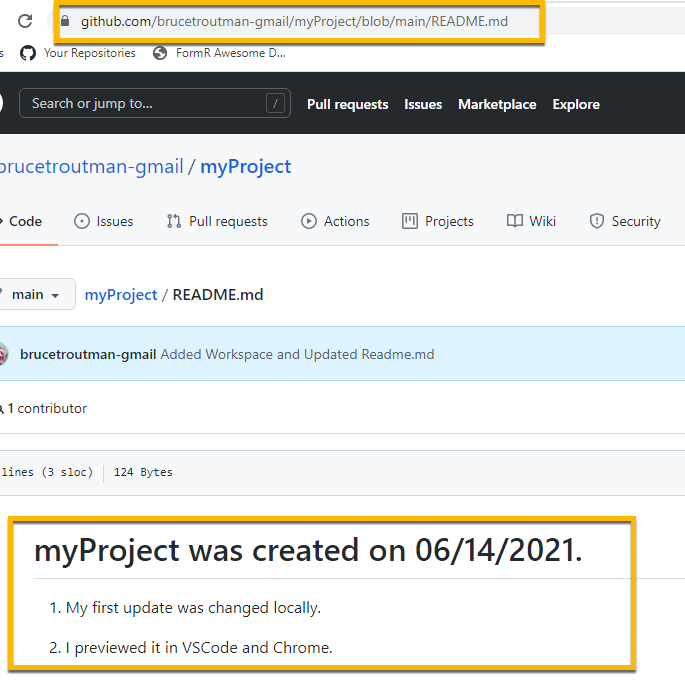 github.com/brucetroutman-gmail/myProject/blob/main/README.md
Your Repositories FormR Awesome D...
Search or jump to... / Pull requests Issues Marketplace Explore
brucetroutman-gmail / myProject
Code Issues Pull requests Actions Projects Wiki Security
main myProject / README.md
brucetroutman-gmail Added Workspace and Updated Readme.md
1 contributor
lines (3 sloc) 124 Bytes
myProject was created on 06/14/2021.
1. My first update was changed locally.
2. I previewed it in VSCode and Chrome.